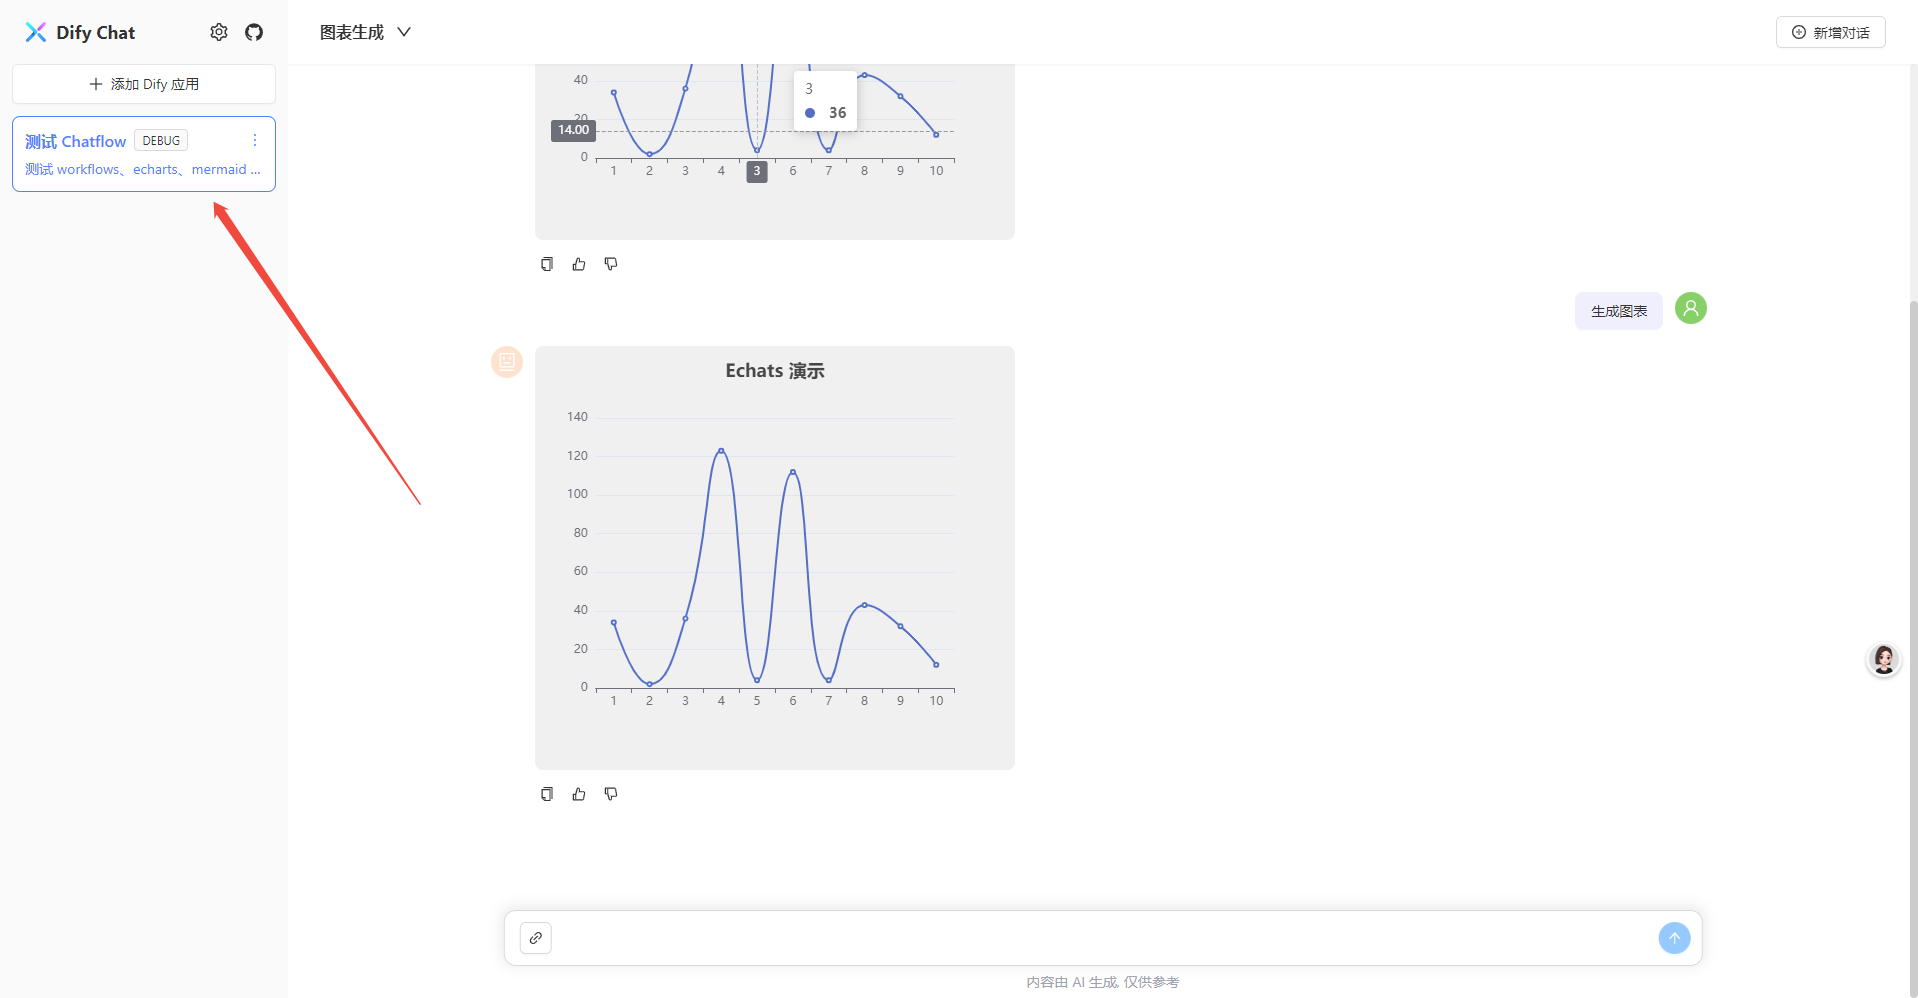 Dify Chat
添加 Dify 应用
测试 Chatflow DEBUG
测试 workflows、echarts、mermaid ...
图表生成
新增对话
40
20
14.00
0
1 2 3 4 3 6 7 8 9 10
3
36
生成图表
Echats 演示
140
120
100
80
60
40
20
0
1 2 3 4 5 6 7 8 9 10
内容由 AI 生成, 仅供参考